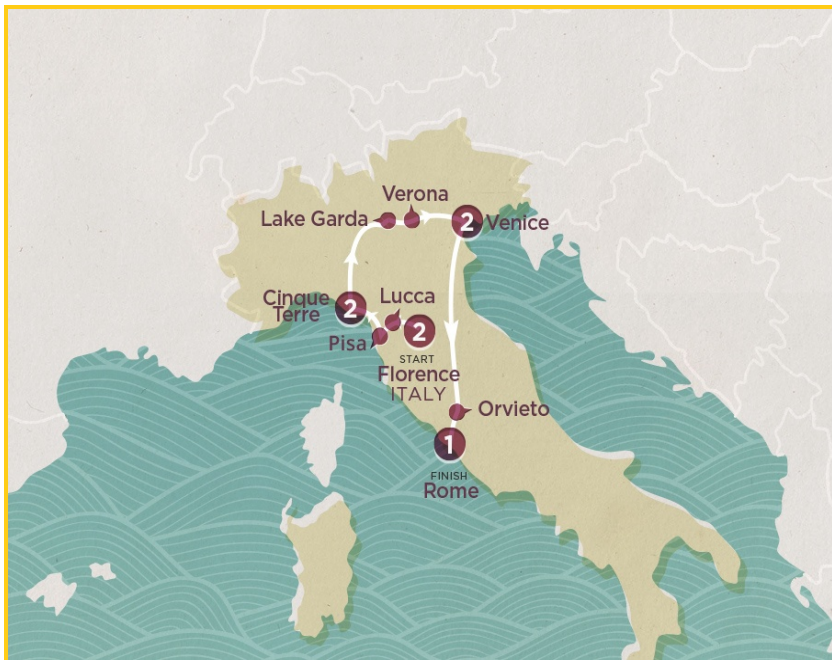 Verona
Lake Garda
2
Venice
Cinque
Terre
2
Lucca
Pisa
2
START
Florence
ITALY
Orvieto
1
FINISH
Rome